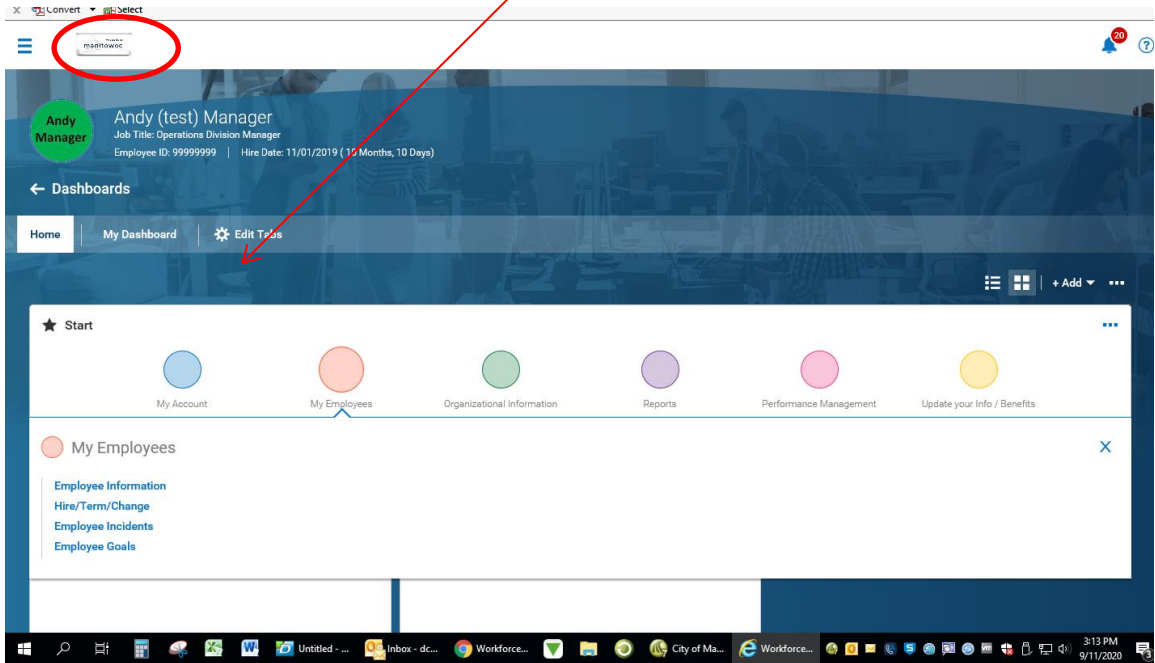 x Convert Select
manitowoc
20
?
Andy
Manager
Andy (test) Manager
Job Title: Operations Division Manager
Employee ID: 99999999 | Hire Date: 11/01/2019 ( 10 Months, 10 Days)
← Dashboards
Home My Dashboard Edit Tabs
+ Add
Start
My Account My Employees Organizational Information Reports Performance Management Update your Info / Benefits
My Employees X
Employee Information
Hire/Term/Change
Employee Incidents
Employee Goals
Untitled - ... Inbox - dc... Workforce... City of Ma... Workforce... 3:13 PM
9/11/2020